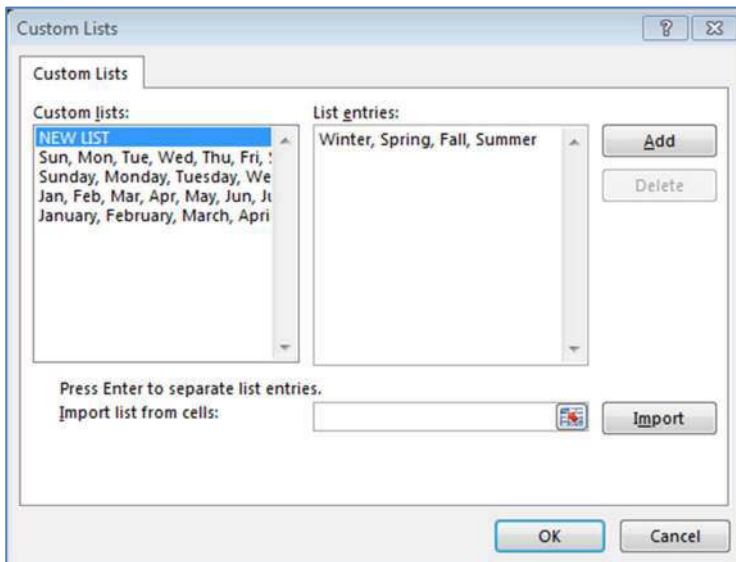 Custom Lists
Custom Lists
Custom lists:
NEW LIST
Sun, Mon, Tue, Wed, Thu, Fri,
Sunday, Monday, Tuesday, We
Jan, Feb, Mar, Apr, May, Jun,
January, February, March, Apri
List entries:
Winter, Spring, Fall, Summer
Add
Delete
Press Enter to separate list entries.
Import list from cells:
Import
OK
Cancel